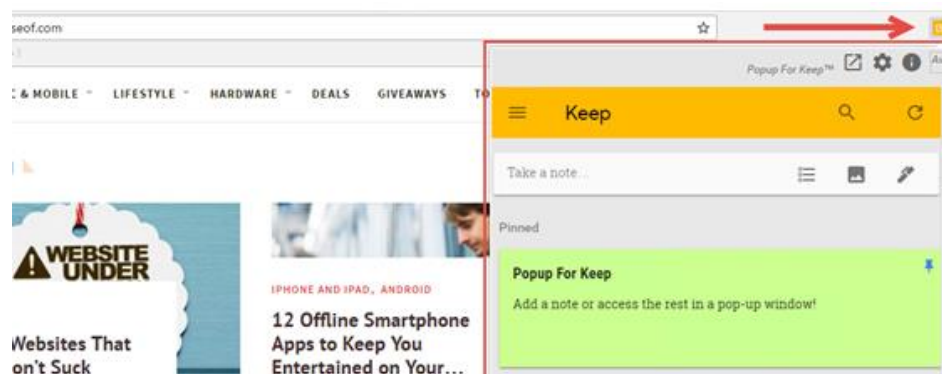 seof.com
Popup For Keep™
& MOBILE LIFESTYLE HARDWARE DEALS GIVEAWAYS TO
Keep
Take a note...
Pinned
Popup For Keep
Add a note or access the rest in a pop-up window!
WEBSITE
UNDER
IPHONE AND IPAD, ANDROID
12 Offline Smartphone
Apps to Keep You
Entertained on Your...
Websites That
on't Suck